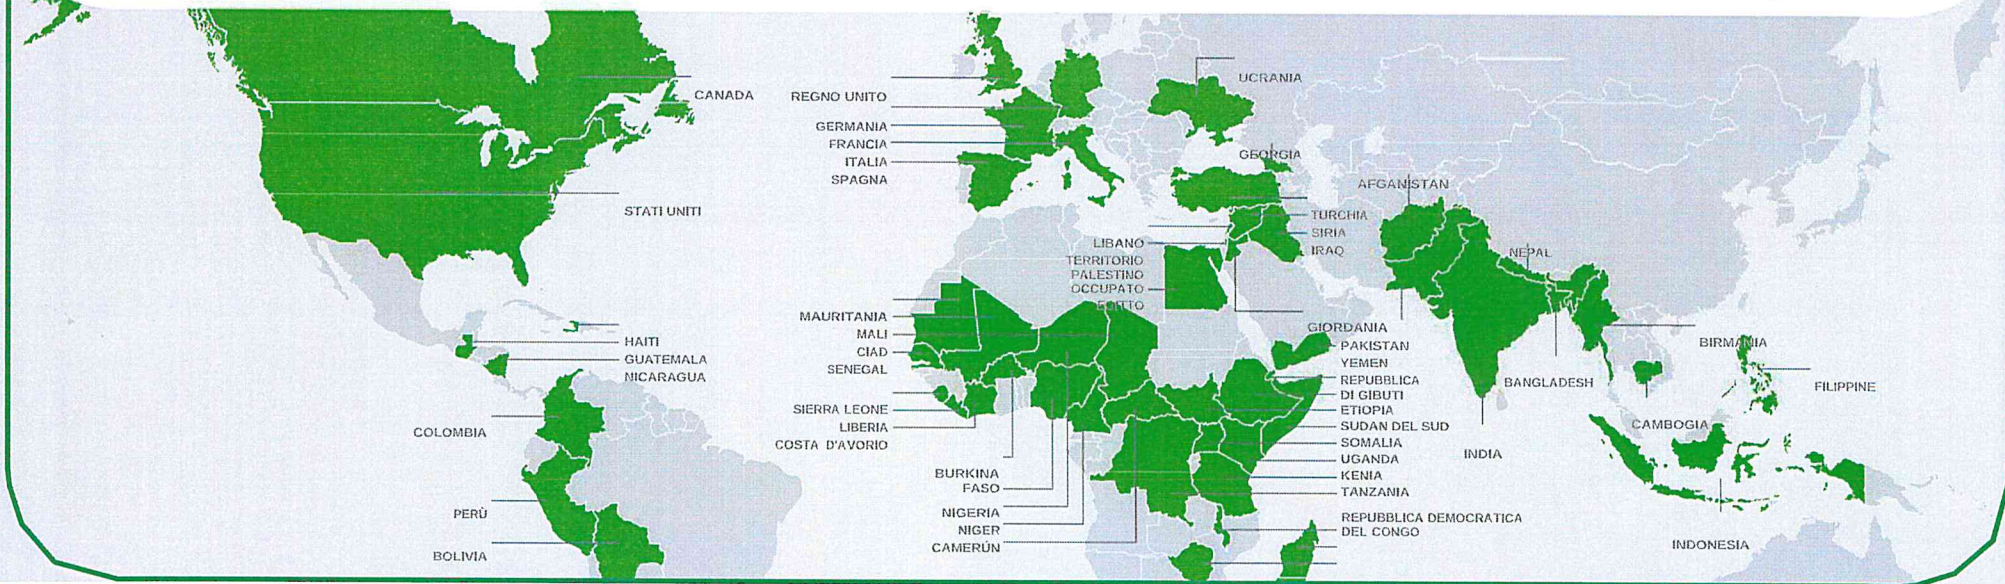 CANADA
STATI UNITI
HAITI
GUATEMALA
NICARAGUA
COLOMBIA
PERÙ
BOLIVIA
REGNO UNITO
GERMANIA
FRANCIA
ITALIA
SPAGNA
UCRANIA
GEORGIA
TURCHIA
SIRIA
IRAQ
LIBANO
TERRITORIO
PALESTINO
OCCUPATO
EGITTO
MAURITANIA
MALI
CIAD
SENEGAL
SIERRA LEONE
LIBERIA
COSTA D'AVORIO
BURKINA
FASO
NIGERIA
NIGER
CAMERÚN
GIORDANIA
PAKISTAN
YEMEN
REPUBBLICA
DI GIBUTI
ETIOPIA
SUDAN DEL SUD
SOMALIA
UGANDA
KENIA
TANZANIA
REPUBBLICA DEMOCRATICA
DEL CONGO
AFGANISTAN
NEPAL
BIRMANIA
BANGLADESH
INDIA
FILIPPINE
CAMBOGIA
INDONESIA